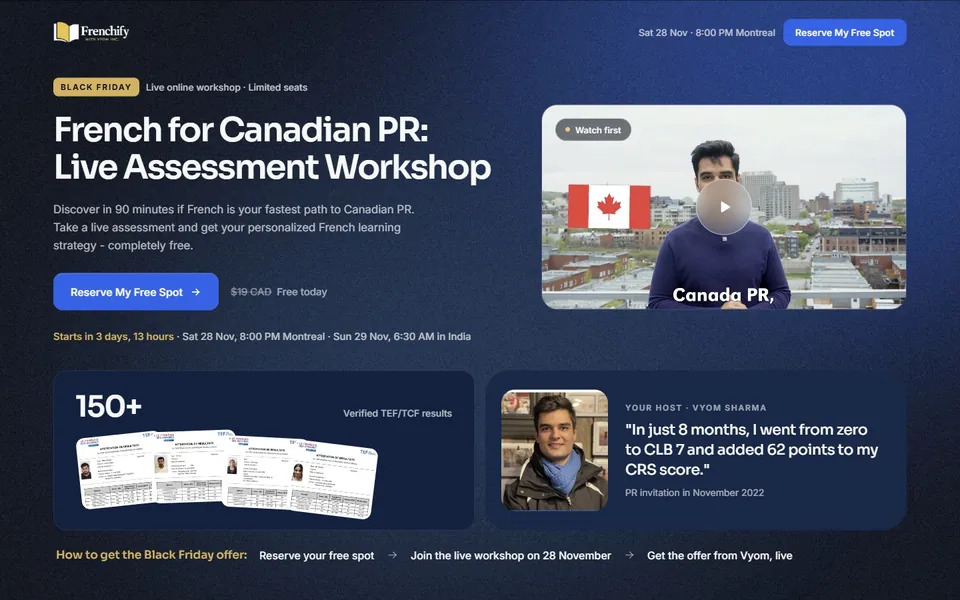 Frenchify
WITH VYOM INC.
Sat 28 Nov · 8:00 PM Montreal
Reserve My Free Spot
BLACK FRIDAY
Live online workshop · Limited seats
French for Canadian PR:
Live Assessment Workshop
Discover in 90 minutes if French is your fastest path to Canadian PR.
Take a live assessment and get your personalized French learning
strategy - completely free.
Reserve My Free Spot →
$19 CAD Free today
Starts in 3 days, 13 hours · Sat 28 Nov, 8:00 PM Montreal · Sun 29 Nov, 6:30 AM in India
Watch first
Canada PR,
150+
Verified TEF/TCF results
YOUR HOST · VYOM SHARMA
"In just 8 months, I went from zero
to CLB 7 and added 62 points to my
CRS score."
PR invitation in November 2022
How to get the Black Friday offer: Reserve your free spot → Join the live workshop on 28 November → Get the offer from Vyom, live